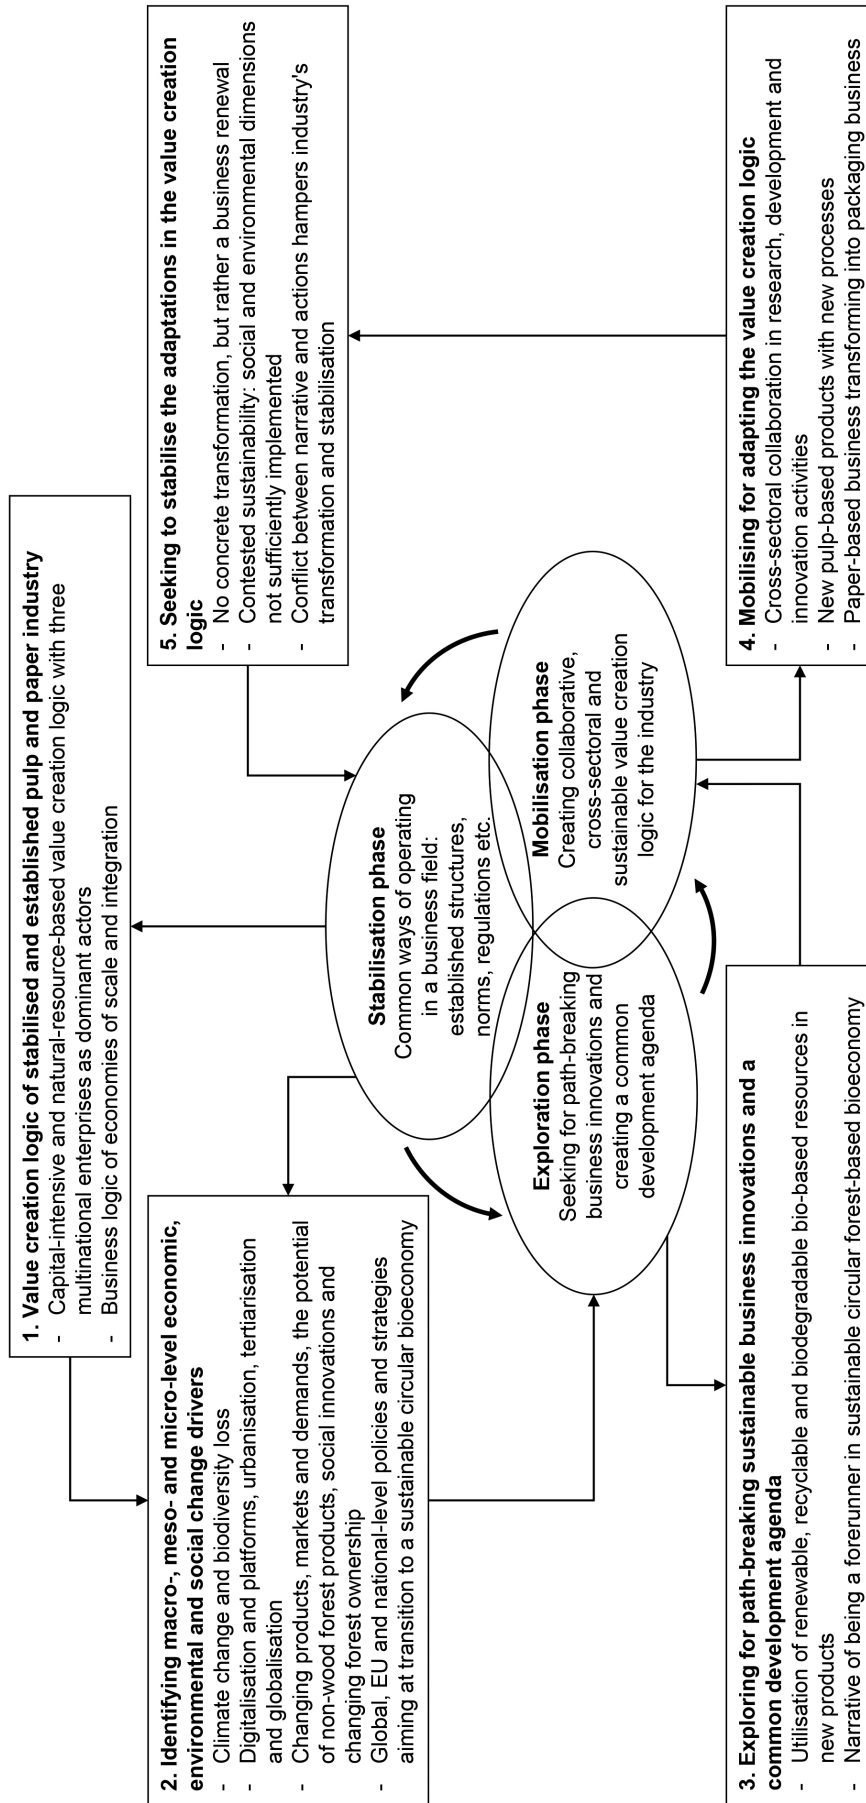 1. Value creation logic of stabilised and established pulp and paper industry
- Capital-intensive and natural-resource-based value creation logic with three
multinational enterprises as dominant actors
- Business logic of economies of scale and integration
2. Identifying macro-, meso- and micro-level economic,
environmental and social change drivers
- Climate change and biodiversity loss
- Digitalisation and platforms, urbanisation, tertiarisation
and globalisation
- Changing products, markets and demands, the potential
of non-wood forest products, social innovations and
changing forest ownership
- Global, EU and national-level policies and strategies
aiming at transition to a sustainable circular bioeconomy
5. Seeking to stabilise the adaptations in the value creation
logic
- No concrete transformation, but rather a business renewal
- Contested sustainability: social and environmental dimensions
not sufficiently implemented
- Conflict between narrative and actions hampers industry's
transformation and stabilisation
Stabilisation phase
Common ways of operating
in a business field:
established structures,
norms, regulations etc.
Exploration phase
Seeking for path-breaking
business innovations and
creating a common
development agenda
Mobilisation phase
Creating collaborative,
cross-sectoral and
sustainable value creation
logic for the industry
3. Exploring for path-breaking sustainable business innovations and a
common development agenda
- Utilisation of renewable, recyclable and biodegradable bio-based resources in
new products
- Narrative of being a forerunner in sustainable circular forest-based bioeconomy
4. Mobilising for adapting the value creation logic
- Cross-sectoral collaboration in research, development and
innovation activities
- New pulp-based products with new processes
- Paper-based business transforming into packaging business